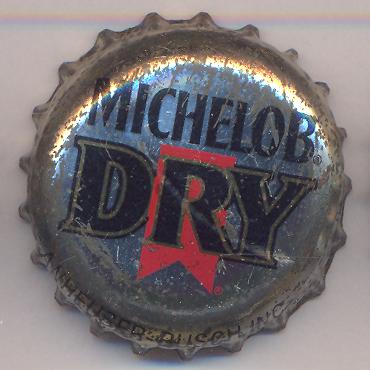 MICHELOB®
DRY®
ANHEUSER-BUSCH, INC.